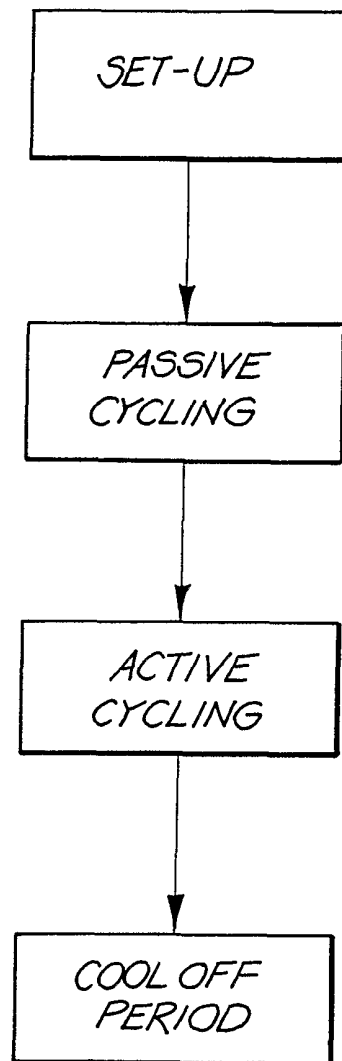 SET-UP
PASSIVE
CYCLING
ACTIVE
CYCLING
COOL OFF
PERIOD